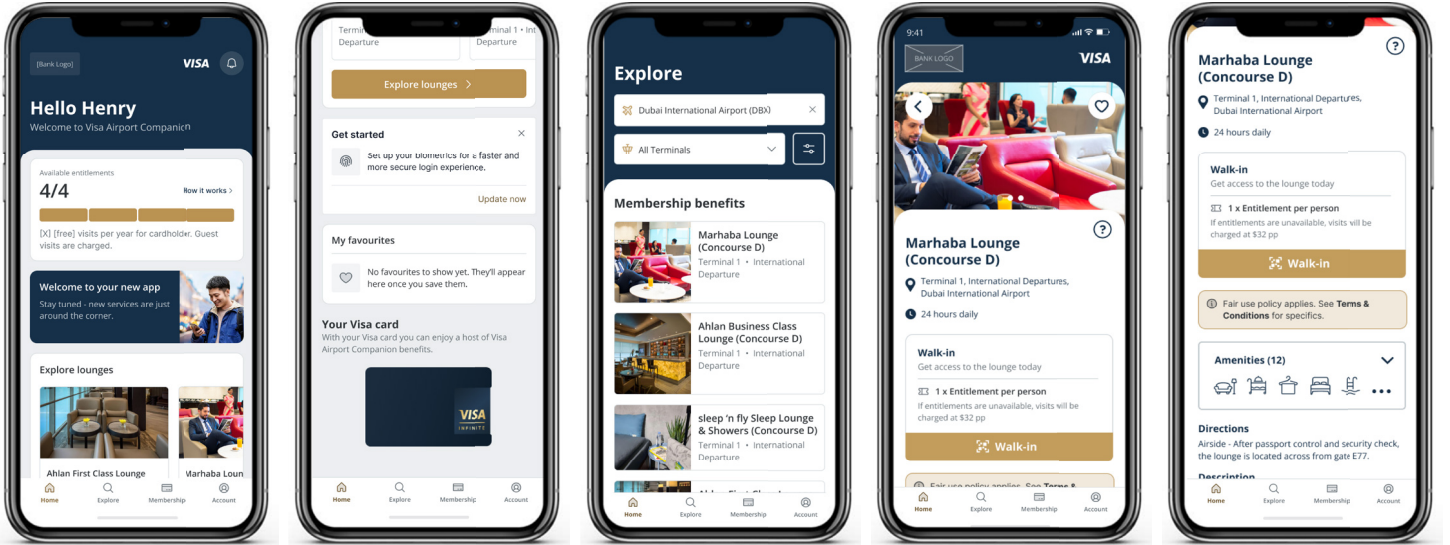 [Bank Logo]
VISA
Hello Henry
Welcome to Visa Airport Companion
Available entitlements
4/4
How it works >
[X] [free] visits per year for cardholder. Guest
visits are charged.
Welcome to your new app
Stay tuned - new services are just
around the corner.
Explore lounges
Ahlan First Class Lounge
Marhaba Loun
Home
Explore
Membership
Account
Departure
Terminal 1 • Int
Departure
Explore lounges >
Get started
Set up your biometrics for a faster and
more secure login experience.
Update now
My favourites
No favourites to show yet. They'll appear
here once you save them.
Your Visa card
With your Visa card you can enjoy a host of Visa
Airport Companion benefits.
VISA
INFINITE
Home
Explore
Membership
Account
Explore
Dubai International Airport (DBX)
All Terminals
Membership benefits
Marhaba Lounge
(Concourse D)
Terminal 1 • International
Departure
Ahlan Business Class
Lounge (Concourse D)
Terminal 1 • International
Departure
sleep 'n fly Sleep Lounge
& Showers (Concourse D)
Terminal 1 • International
Departure
Home
Explore
Membership
Account
9:41
BANK LOGO
VISA
Marhaba Lounge
(Concourse D)
Terminal 1, International Departures,
Dubai International Airport
24 hours daily
Walk-in
Get access to the lounge today
1 x Entitlement per person
If entitlements are unavailable, visits will be
charged at $32 pp
Walk-in
Fair use policy applies. See Terms &
Home
Explore
Membership
Account
Marhaba Lounge
(Concourse D)
Terminal 1, International Departures,
Dubai International Airport
24 hours daily
Walk-in
Get access to the lounge today
1 x Entitlement per person
If entitlements are unavailable, visits will be
charged at $32 pp
Walk-in
Fair use policy applies. See Terms &
Conditions for specifics.
Amenities (12)
Directions
Airside - After passport control and security check,
the lounge is located across from gate E77.
Description
Home
Explore
Membership
Account